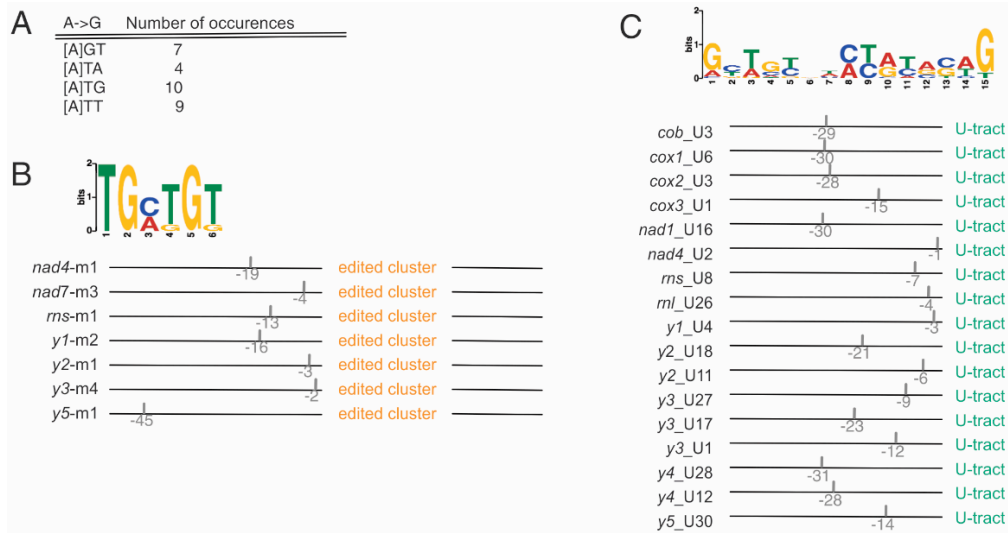 A
A->G Number of occurences
[A]GT 7
[A]TA 4
[A]TG 10
[A]TT 9
B
bits
2
1
0
TGCTGT
AGG
1 2 3 4 5 6
nad4-m1 -19 edited cluster
nad7-m3 -4 edited cluster
rns-m1 -13 edited cluster
y1-m2 -16 edited cluster
y2-m1 -3 edited cluster
y3-m4 -2 edited cluster
y5-m1 -45 edited cluster
C
bits
2
1
0
1 2 3 4 5 6 7 8 9 10 11 12 13 14 15
cob_U3 -29 U-tract
cox1_U6 -30 U-tract
cox2_U3 -28 U-tract
cox3_U1 -15 U-tract
nad1_U16 -30 U-tract
nad4_U2 -1 U-tract
rns_U8 -7 U-tract
rnl_U26 -4 U-tract
y1_U4 -3 U-tract
y2_U18 -21 U-tract
y2_U11 -6 U-tract
y3_U27 -9 U-tract
y3_U17 -23 U-tract
y3_U1 -12 U-tract
y4_U28 -31 U-tract
y4_U12 -28 U-tract
y5_U30 -14 U-tract